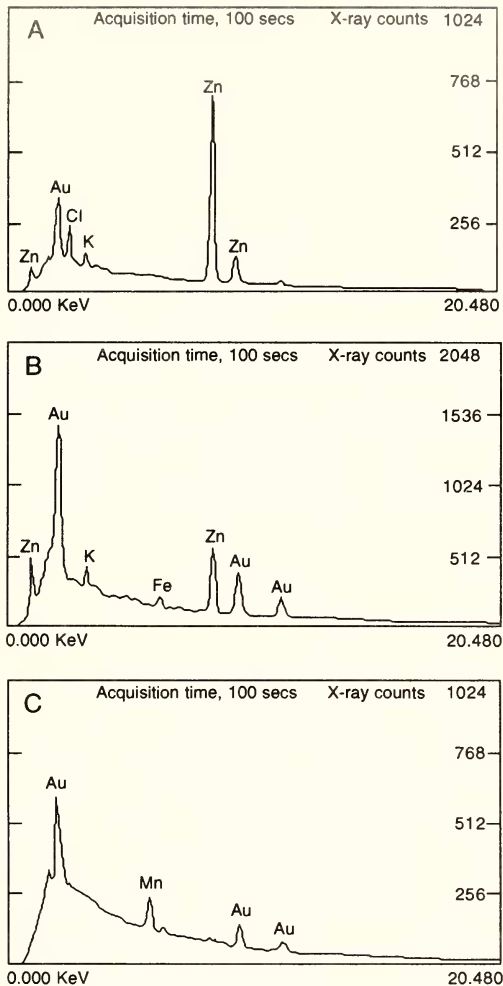 A Acquisition time, 100 secs X-ray counts 1024
768
Zn
512
Au
Cl
256
K
Zn
Zn
0.000 KeV 20.480
B Acquisition time, 100 secs X-ray counts 2048
Au
1536
1024
Zn
Zn
512
K
Au
Fe
Au
0.000 KeV 20.480
C Acquisition time, 100 secs X-ray counts 1024
768
Au
512
Mn
256
Au
Au
0.000 KeV 20.480